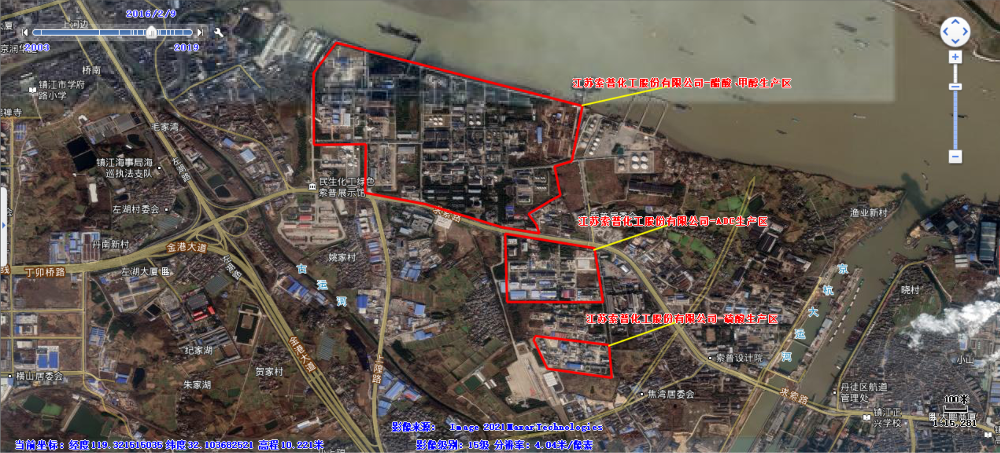 2016/2/9
上河边
2003
2019
桥南
镇江市学府
路小学
毛家湾
镇江海事局海
巡执法支队
左湖路
左湖村委会
丹南新村
金港大道
丁卯桥路
线
左湖大厦
左湖路
古运河
姚家村
民生化工绿色
索普展示馆
求索路
江苏索普化工股份有限公司-醋酸、甲醇生产区
江苏索普化工股份有限公司-ADC生产区
江苏索普化工股份有限公司-硫酸生产区
渔业新村
京杭大运河
晓村
小山
纪家湖
金港大道
贺家村
朱家湖
横山居委会
上隍路
索普设计院
焦湾居委会
求索路
丹徒区航道
管理处
镇江正
兴学校
100米
1:15,281
影像来源: Image 2021MaxarTechnologies
当前坐标: 经度119.321515035 纬度32.103682521 高程10.221米
影像级别: 15级 分辨率: 4.04米/像素